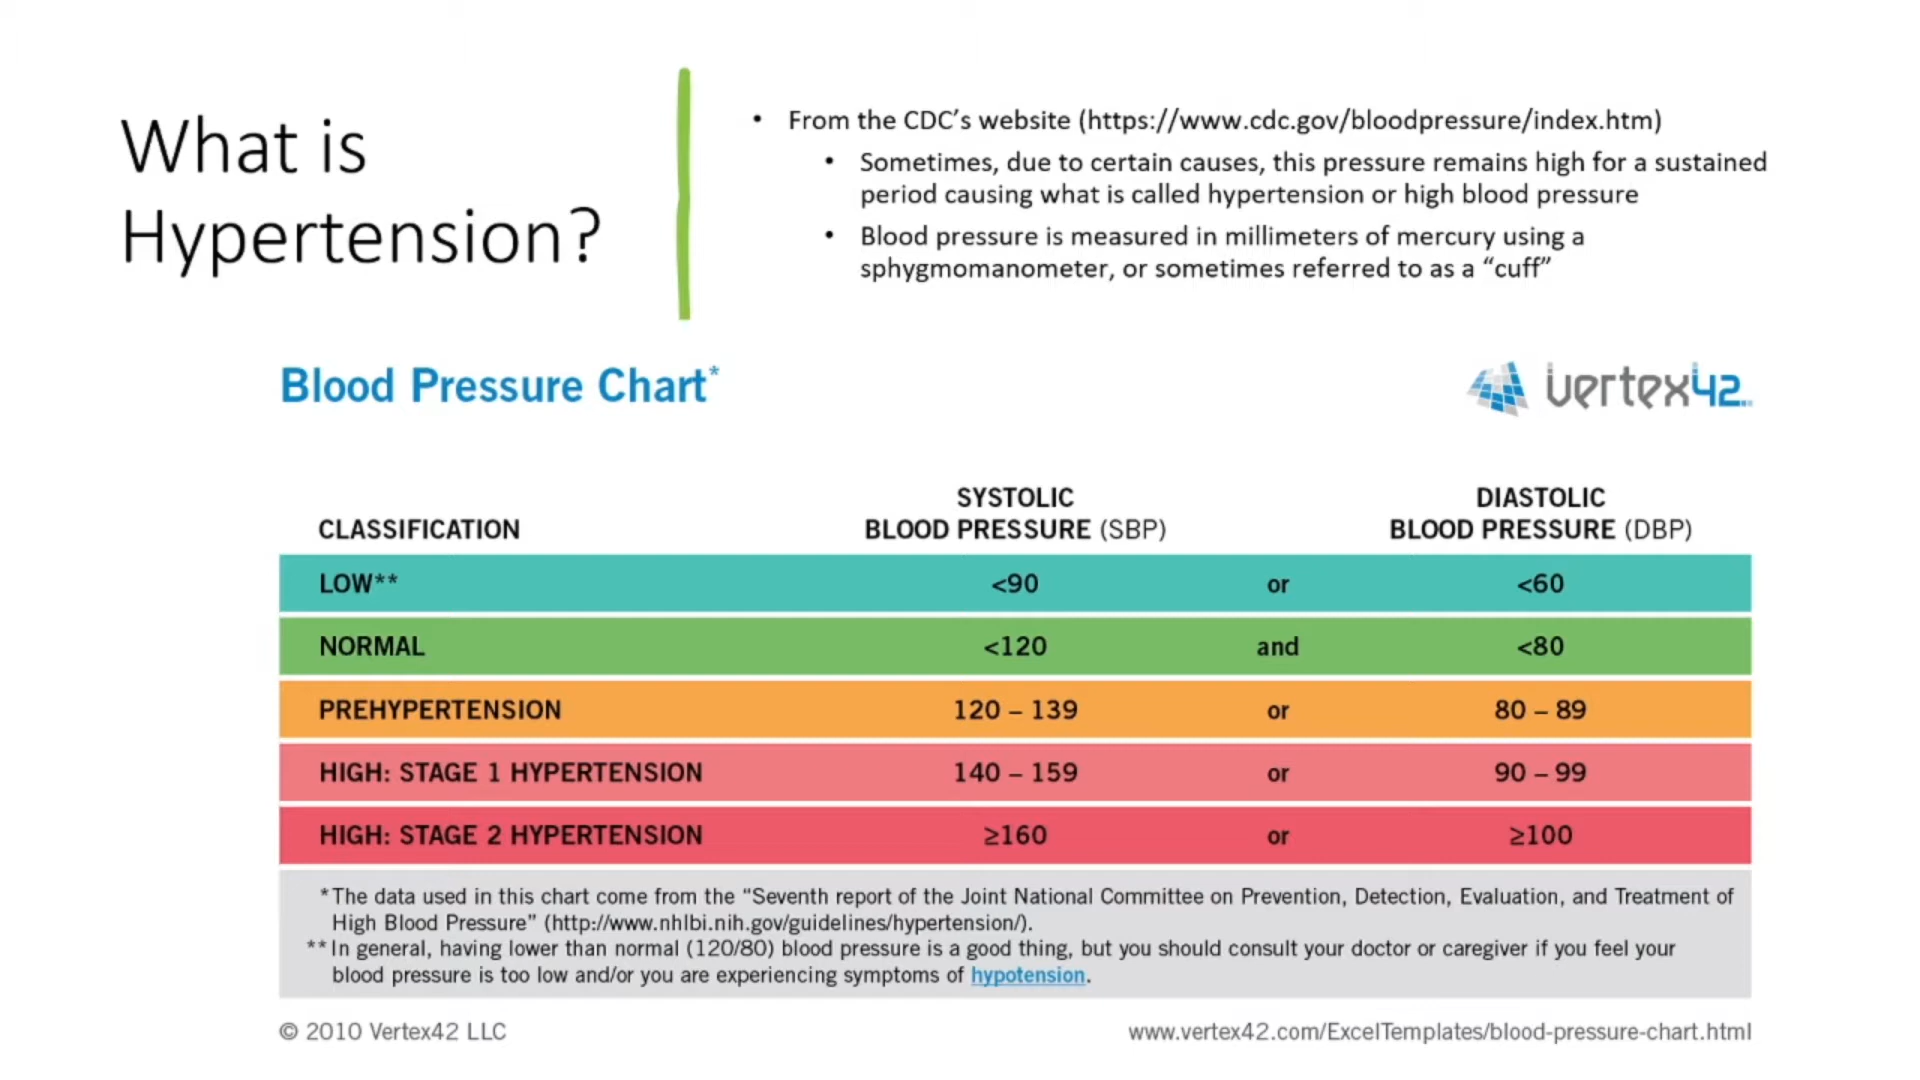 What is
Hypertension?
• From the CDC’s website (https://www.cdc.gov/bloodpressure/index.htm)
• Sometimes, due to certain causes, this pressure remains high for a sustained
period causing what is called hypertension or high blood pressure
• Blood pressure is measured in millimeters of mercury using a
sphygmomanometer, or sometimes referred to as a “cuff”
Blood Pressure Chart*
vertex42
CLASSIFICATION SYSTOLIC BLOOD PRESSURE (SBP) DIASTOLIC BLOOD PRESSURE (DBP)
LOW** <90 or <60
NORMAL <120 and <80
PREHYPERTENSION 120 – 139 or 80 – 89
HIGH: STAGE 1 HYPERTENSION 140 – 159 or 90 – 99
HIGH: STAGE 2 HYPERTENSION ≥160 or ≥100
*The data used in this chart come from the “Seventh report of the Joint National Committee on Prevention, Detection, Evaluation, and Treatment of
High Blood Pressure” (http://www.nhlbi.nih.gov/guidelines/hypertension/).
**In general, having lower than normal (120/80) blood pressure is a good thing, but you should consult your doctor or caregiver if you feel your
blood pressure is too low and/or you are experiencing symptoms of hypotension.
© 2010 Vertex42 LLC www.vertex42.com/ExcelTemplates/blood-pressure-chart.html